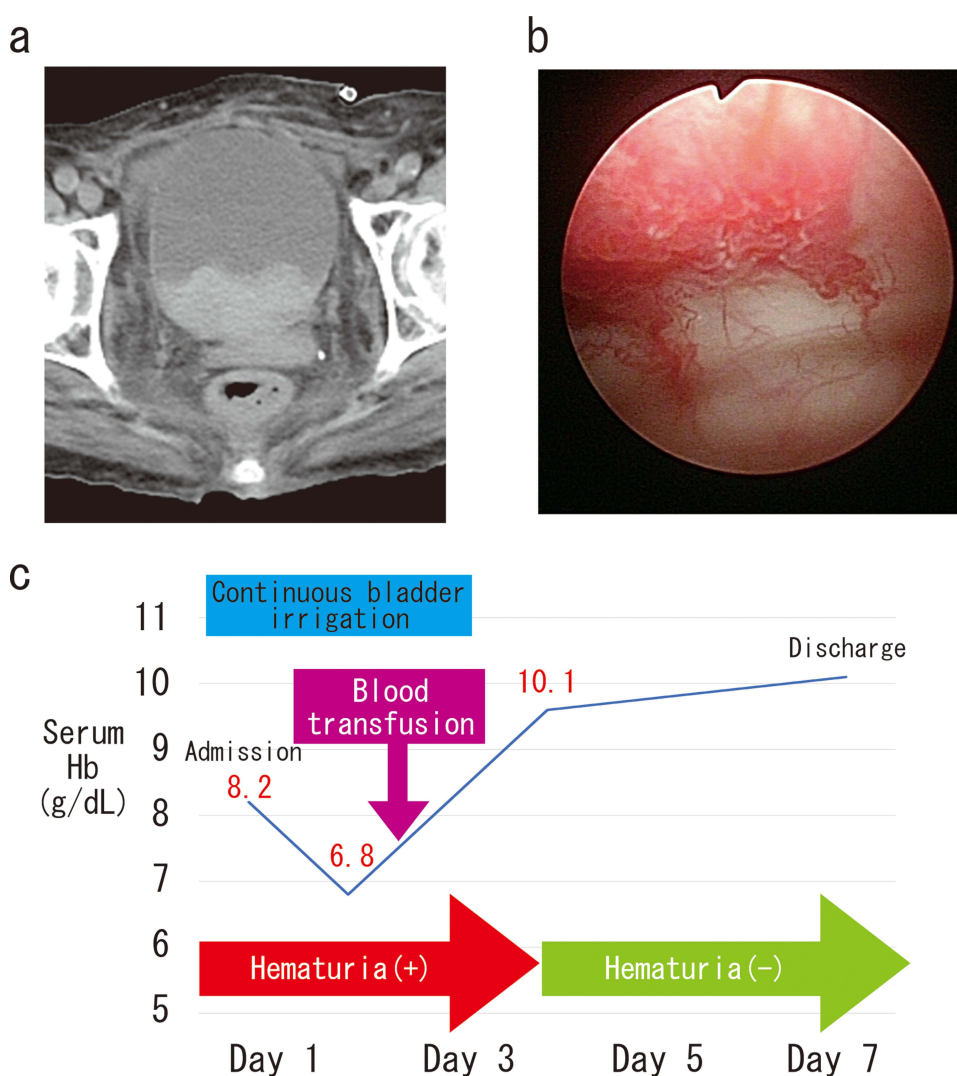 a
b
c
Continuous bladder
irrigation
11
10
9
8
7
6
5
Serum
Hb
(g/dL)
Blood
transfusion
Admission
8.2
6.8
10.1
Discharge
Hematuria(+)
Hematuria(−)
Day 1
Day 3
Day 5
Day 7